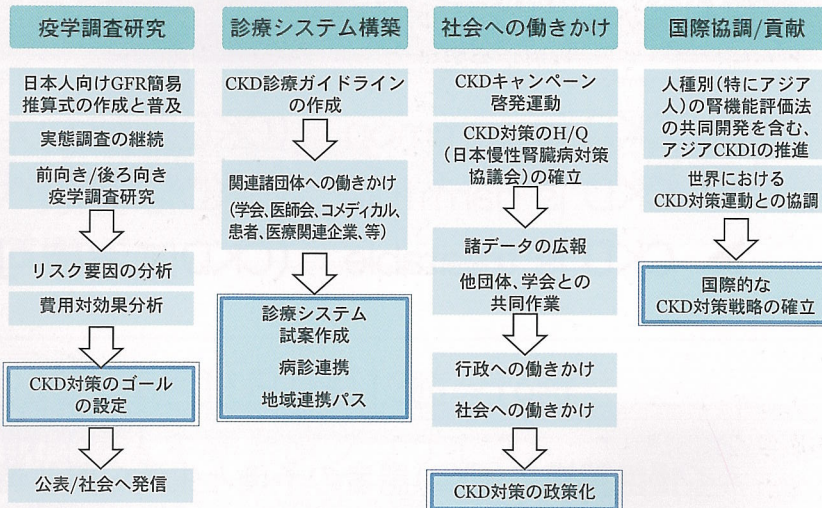 疫学調査研究
日本人向けGFR簡易
推算式の作成と普及
実態調査の継続
前向き/後ろ向き
疫学調査研究
リスク要因の分析
費用対効果分析
CKD対策のゴール
の設定
公表/社会へ発信
診療システム構築
CKD診療ガイドライン
の作成
関連諸団体への働きかけ
(学会、医師会、コメディカル、
患者、医療関連企業、等)
診療システム
試案作成
病診連携
地域連携パス
社会への働きかけ
CKDキャンペーン
啓発運動
CKD対策のH/Q
(日本慢性腎臓病対策
協議会)の確立
諸データの広報
他団体、学会との
共同作業
行政への働きかけ
社会への働きかけ
CKD対策の政策化
国際協調/貢献
人種別(特にアジア
人)の腎機能評価法
の共同開発を含む、
アジアCKDIの推進
世界における
CKD対策運動との協調
国際的な
CKD対策戦略の確立